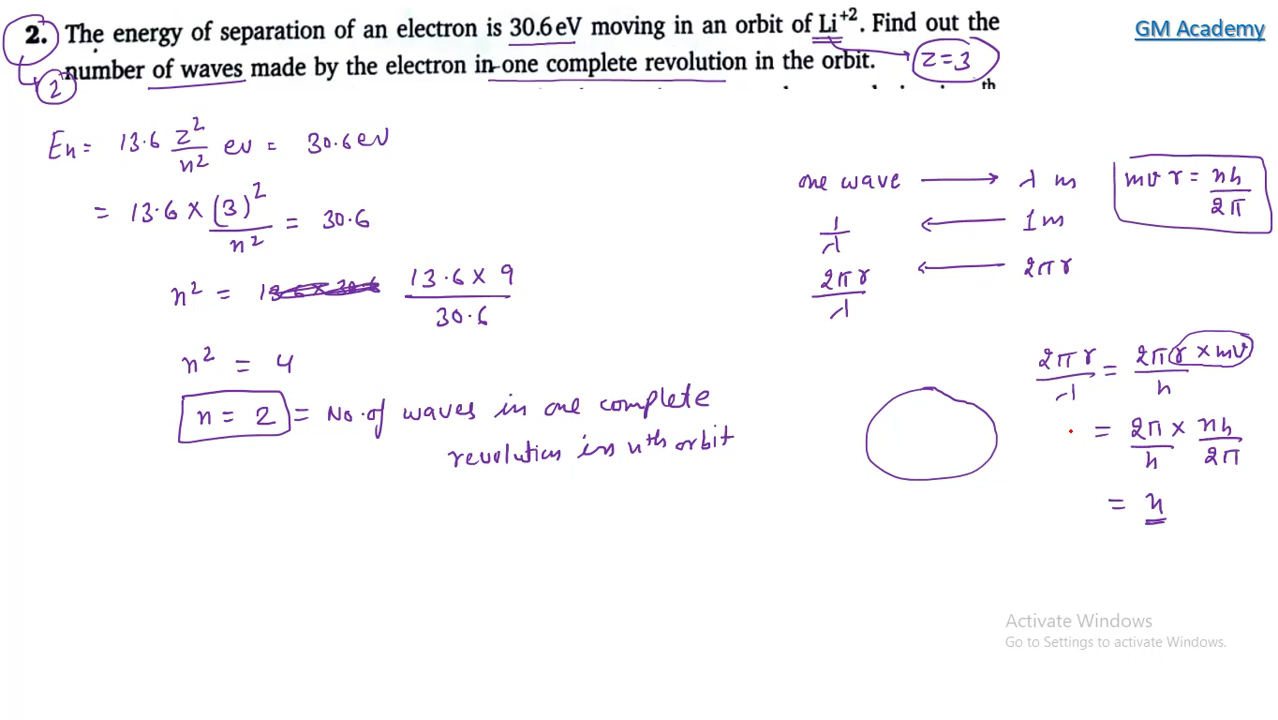 2. The energy of separation of an electron is 30.6 eV moving in an orbit of Li⁺². Find out the
number of waves made by the electron in one complete revolution in the orbit.
GM Academy
Z = 3
2
th
En = 13.6 Z²/n² ev = 30.6 ev
= 13.6 × (3)²/n² = 30.6
n² = 13.6 × 9 / 30.6
n² = 4
n = 2 = No. of waves in one complete
revolution in nth orbit
one wave → λ m
1/λ ← 1 m
2πr/λ ← 2πr
mvr = nh/2π
2πr/λ = 2πr × mv / h
= 2π/h × nh/2π
= n
Activate Windows
Go to Settings to activate Windows.